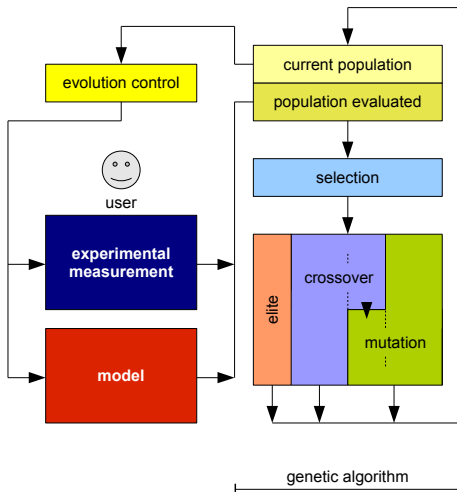 current population
evolution control
population evaluated
selection
user
experimental
measurement
elite
crossover
mutation
model
genetic algorithm